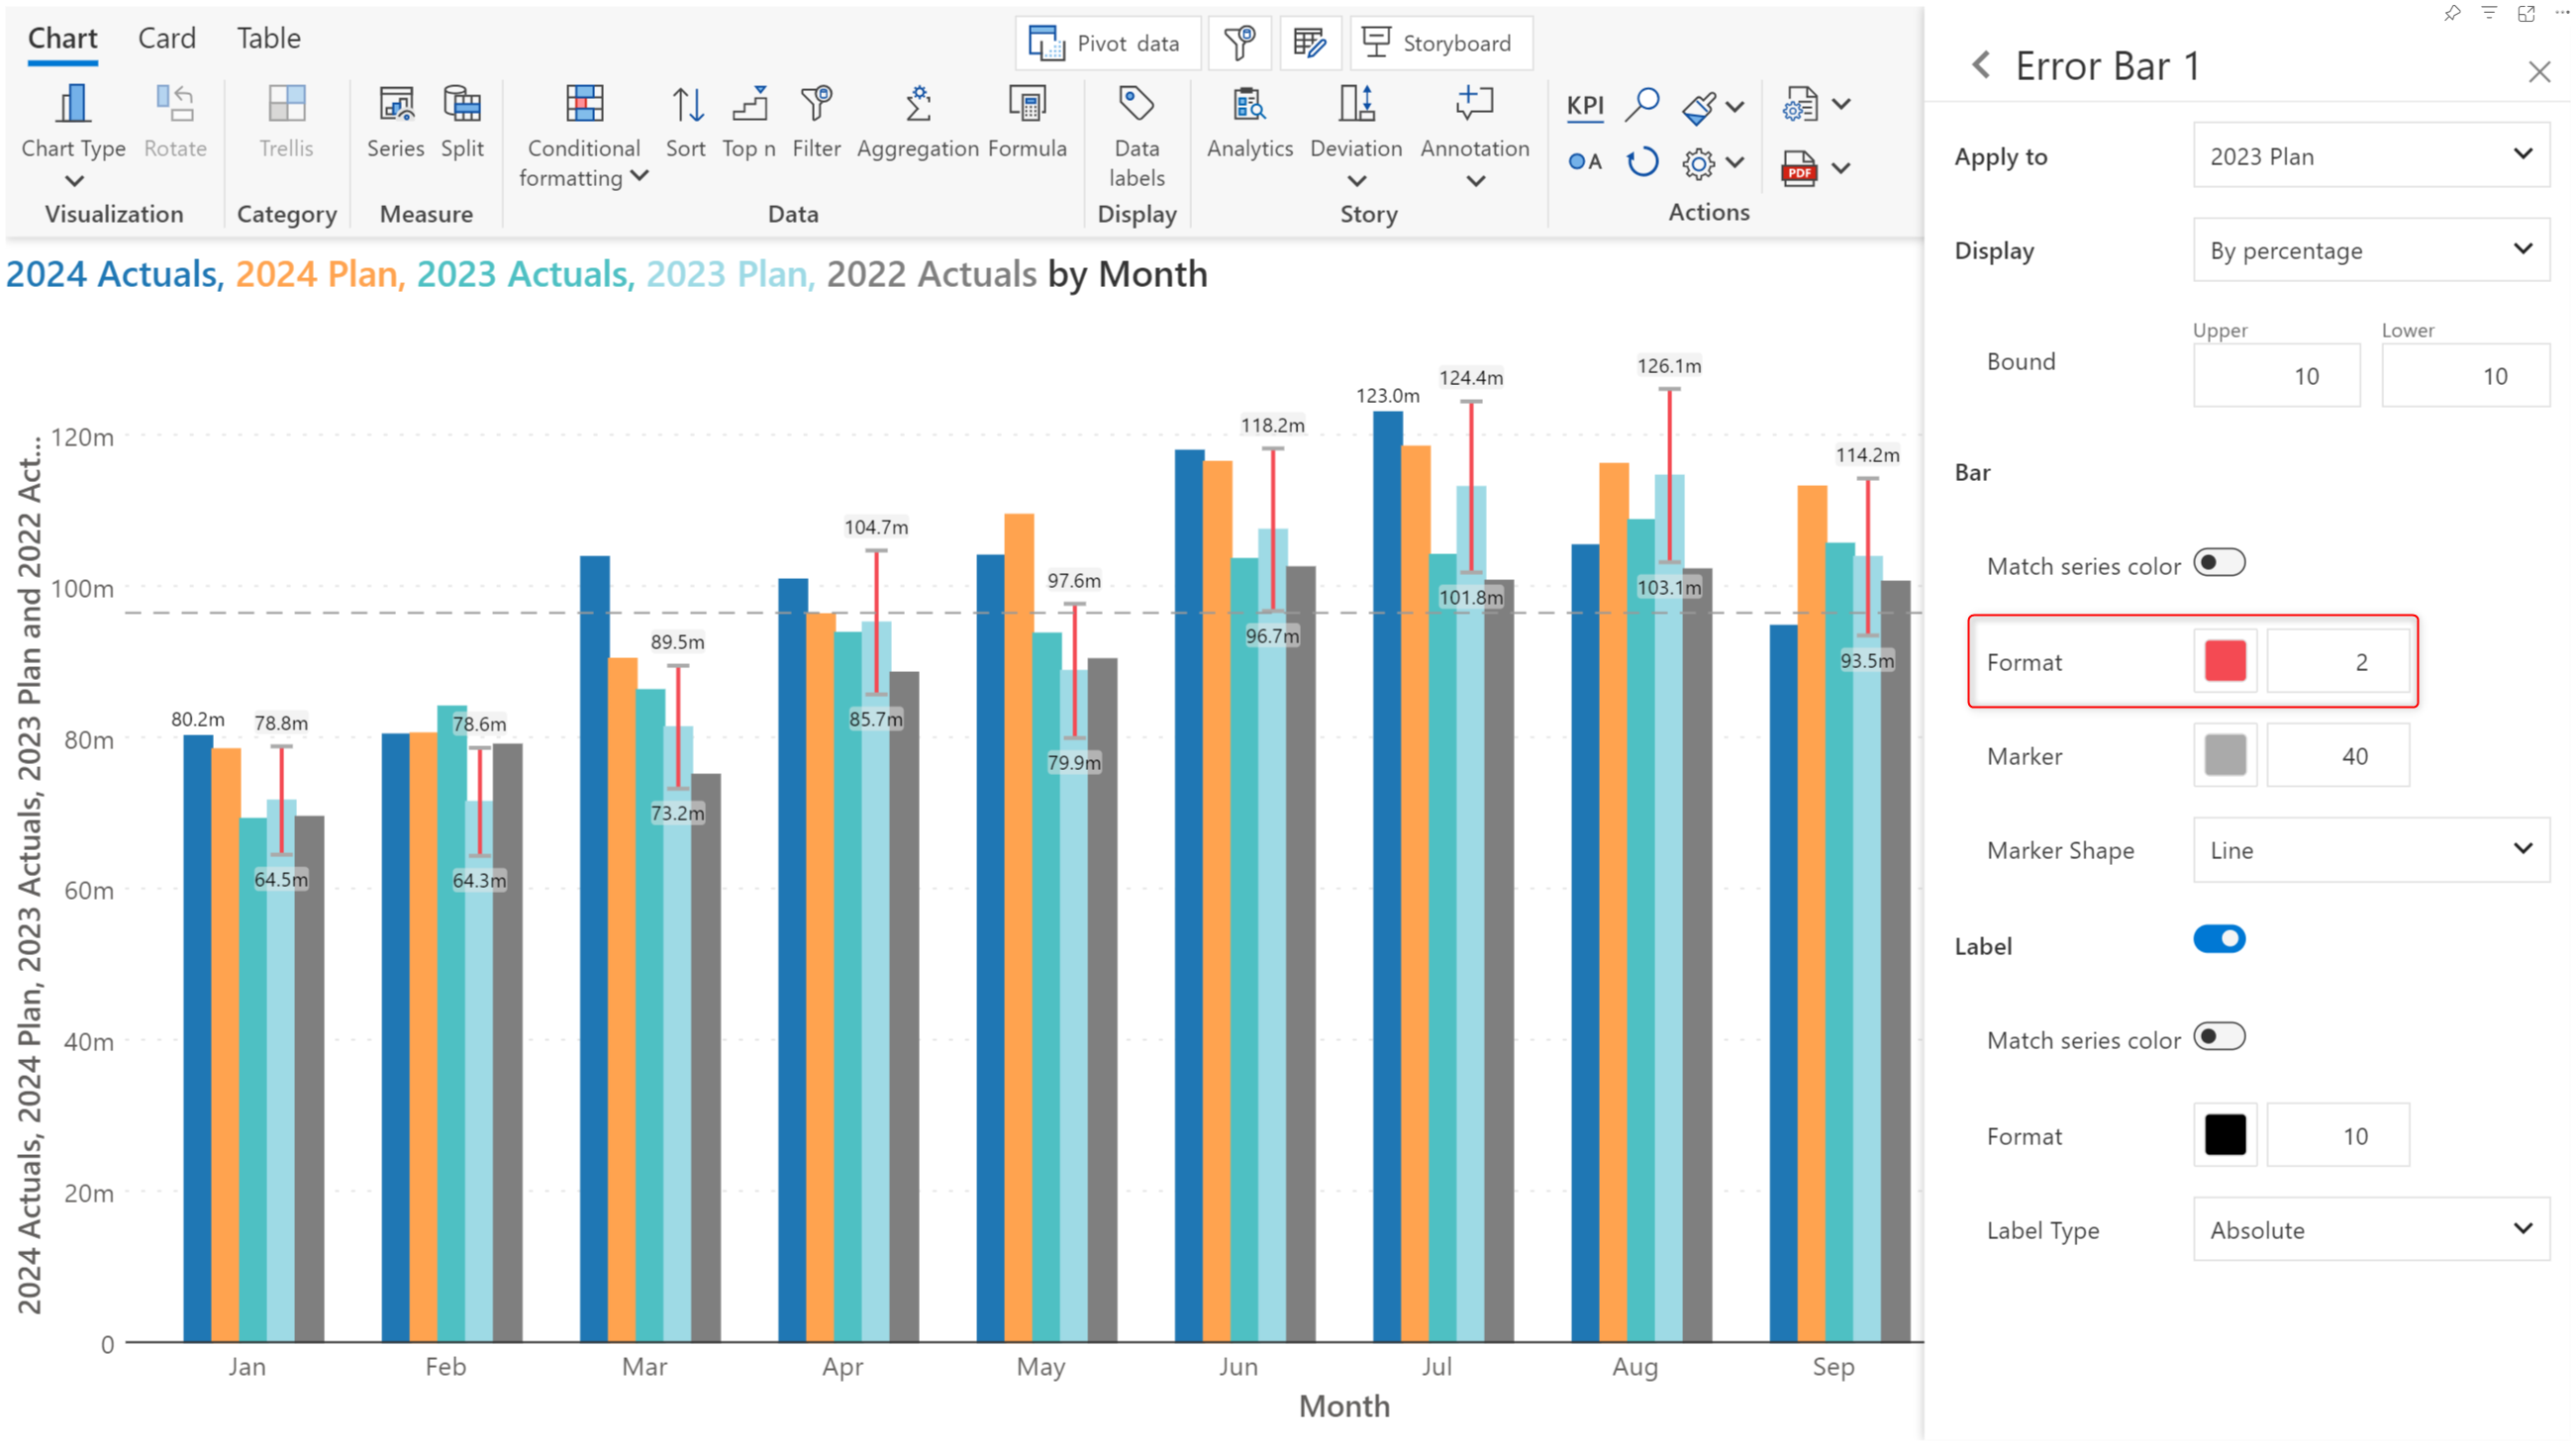 Chart Card Table
Pivot data Storyboard
Chart Type Rotate Trellis Series Split Conditional formatting Sort Top n Filter Aggregation Formula Data labels Analytics Deviation Annotation KPI
A PDF
Visualization Category Measure Data Display Story Actions
2024 Actuals, 2024 Plan, 2023 Actuals, 2023 Plan, 2022 Actuals by Month
2024 Actuals, 2024 Plan, 2023 Actuals, 2023 Plan and 2022 Act...
120m
100m
80m
60m
40m
20m
0
80.2m 78.8m
64.5m
78.6m
64.3m
89.5m
73.2m
104.7m
85.7m
97.6m
79.9m
118.2m
96.7m
123.0m 124.4m
101.8m
126.1m
103.1m
114.2m
93.5m
Jan Feb Mar Apr May Jun Jul Aug Sep
Month
Error Bar 1
Apply to 2023 Plan
Display By percentage
Upper Lower
Bound 10 10
Bar
Match series color
Format 2
Marker 40
Marker Shape Line
Label
Match series color
Format 10
Label Type Absolute